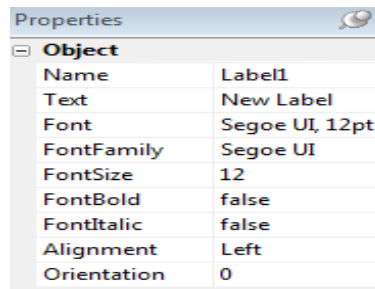 Properties
Object
Name Label1
Text New Label
Font Segoe UI, 12pt
FontFamily Segoe UI
FontSize 12
FontBold false
FontItalic false
Alignment Left
Orientation 0